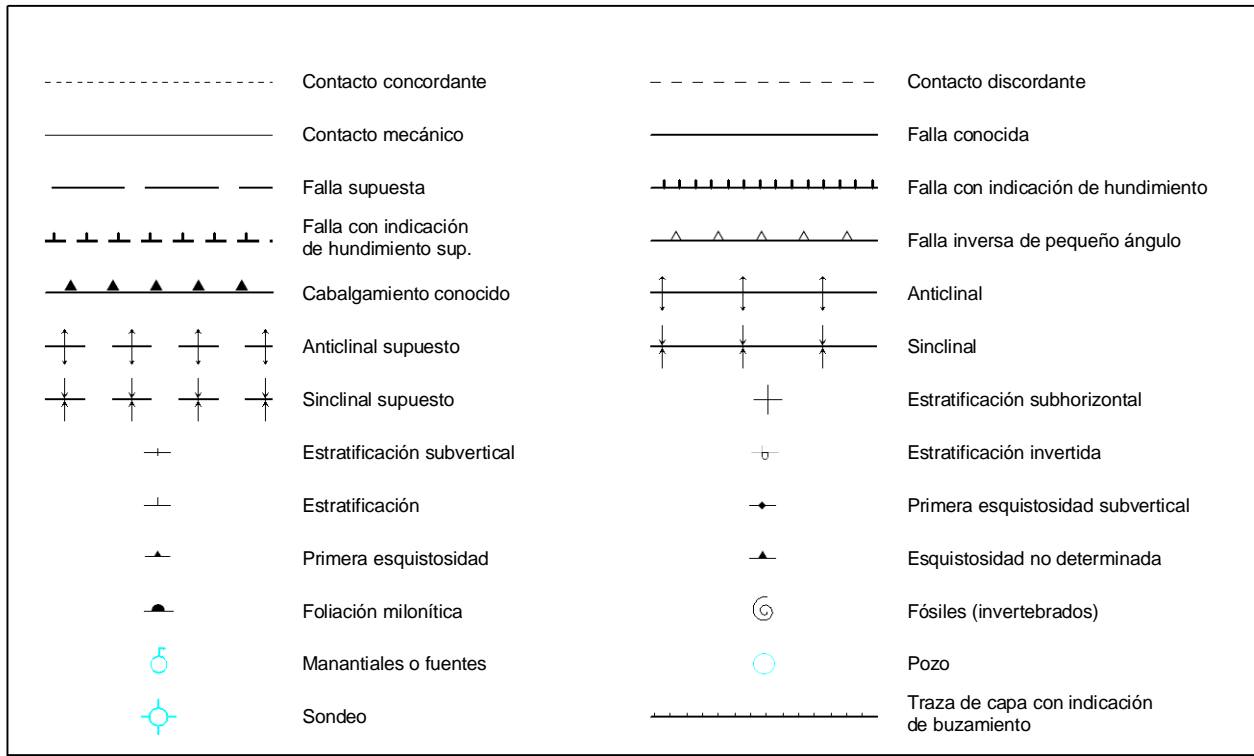 Contacto concordante
Contacto discordante
Contacto mecánico
Falla conocida
Falla supuesta
Falla con indicación de hundimiento
Falla con indicación
de hundimiento sup.
Falla inversa de pequeño ángulo
Cabalgamiento conocido
Anticlinal
Anticlinal supuesto
Sinclinal
Sinclinal supuesto
Estratificación subhorizontal
Estratificación subvertical
Estratificación invertida
Estratificación
Primera esquistosidad subvertical
Primera esquistosidad
Esquistosidad no determinada
Foliación milonítica
Fósiles (invertebrados)
Manantiales o fuentes
Pozo
Sondeo
Traza de capa con indicación
de buzamiento